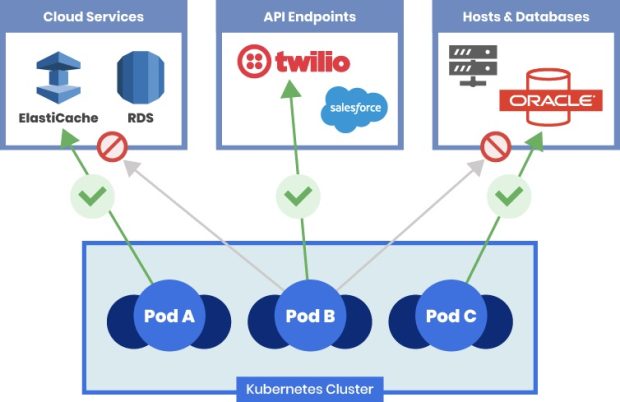 Cloud Services
API Endpoints
Hosts & Databases
ElastiCache
RDS
twilio
salesforce
ORACLE
Pod A
Pod B
Pod C
Kubernetes Cluster